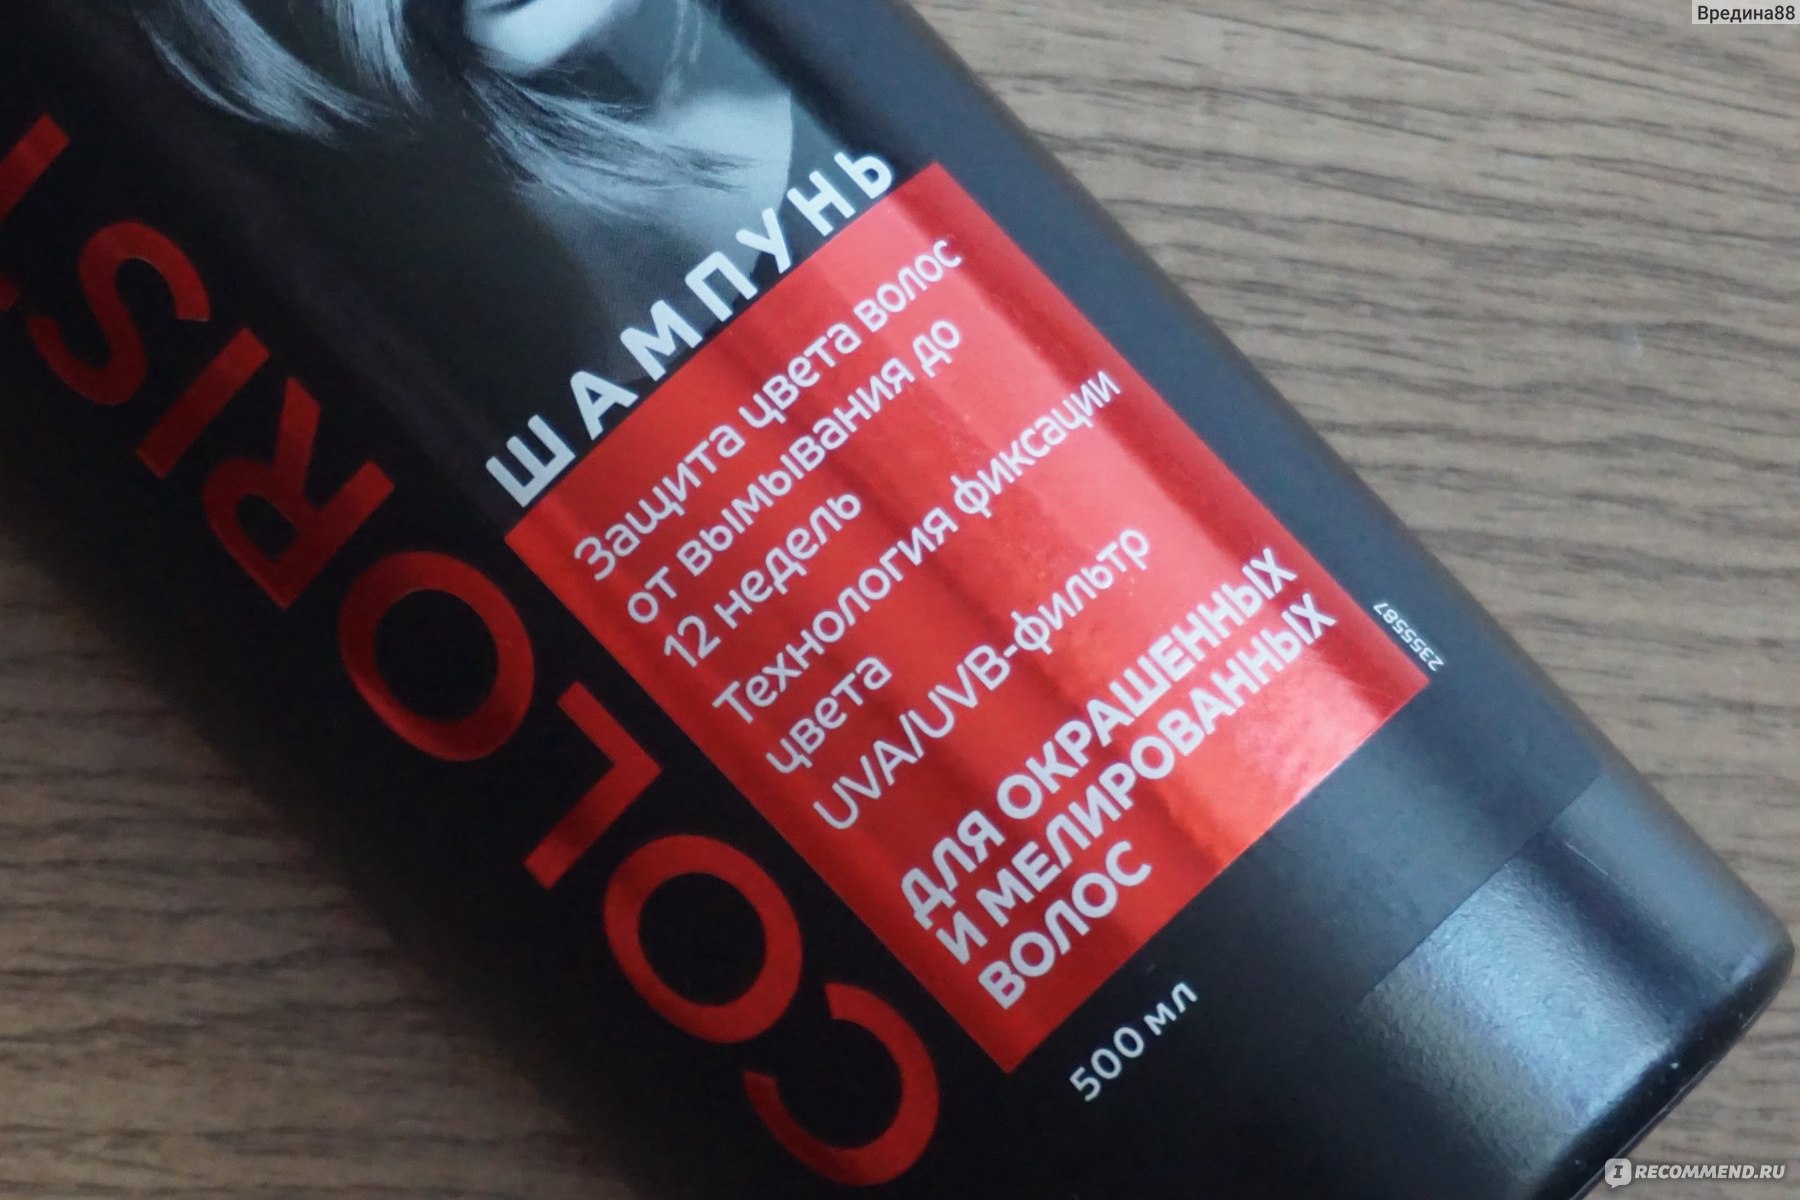 Вредина88
COLORIST
ШАМПУНЬ
Защита цвета волос
от вымывания до
12 недель
Технология фиксации
цвета
UVA/UVB-фильтр
ДЛЯ ОКРАШЕННЫХ
И МЕЛИРОВАННЫХ
ВОЛОС
2355587
500 мл
IRECOMMEND.RU